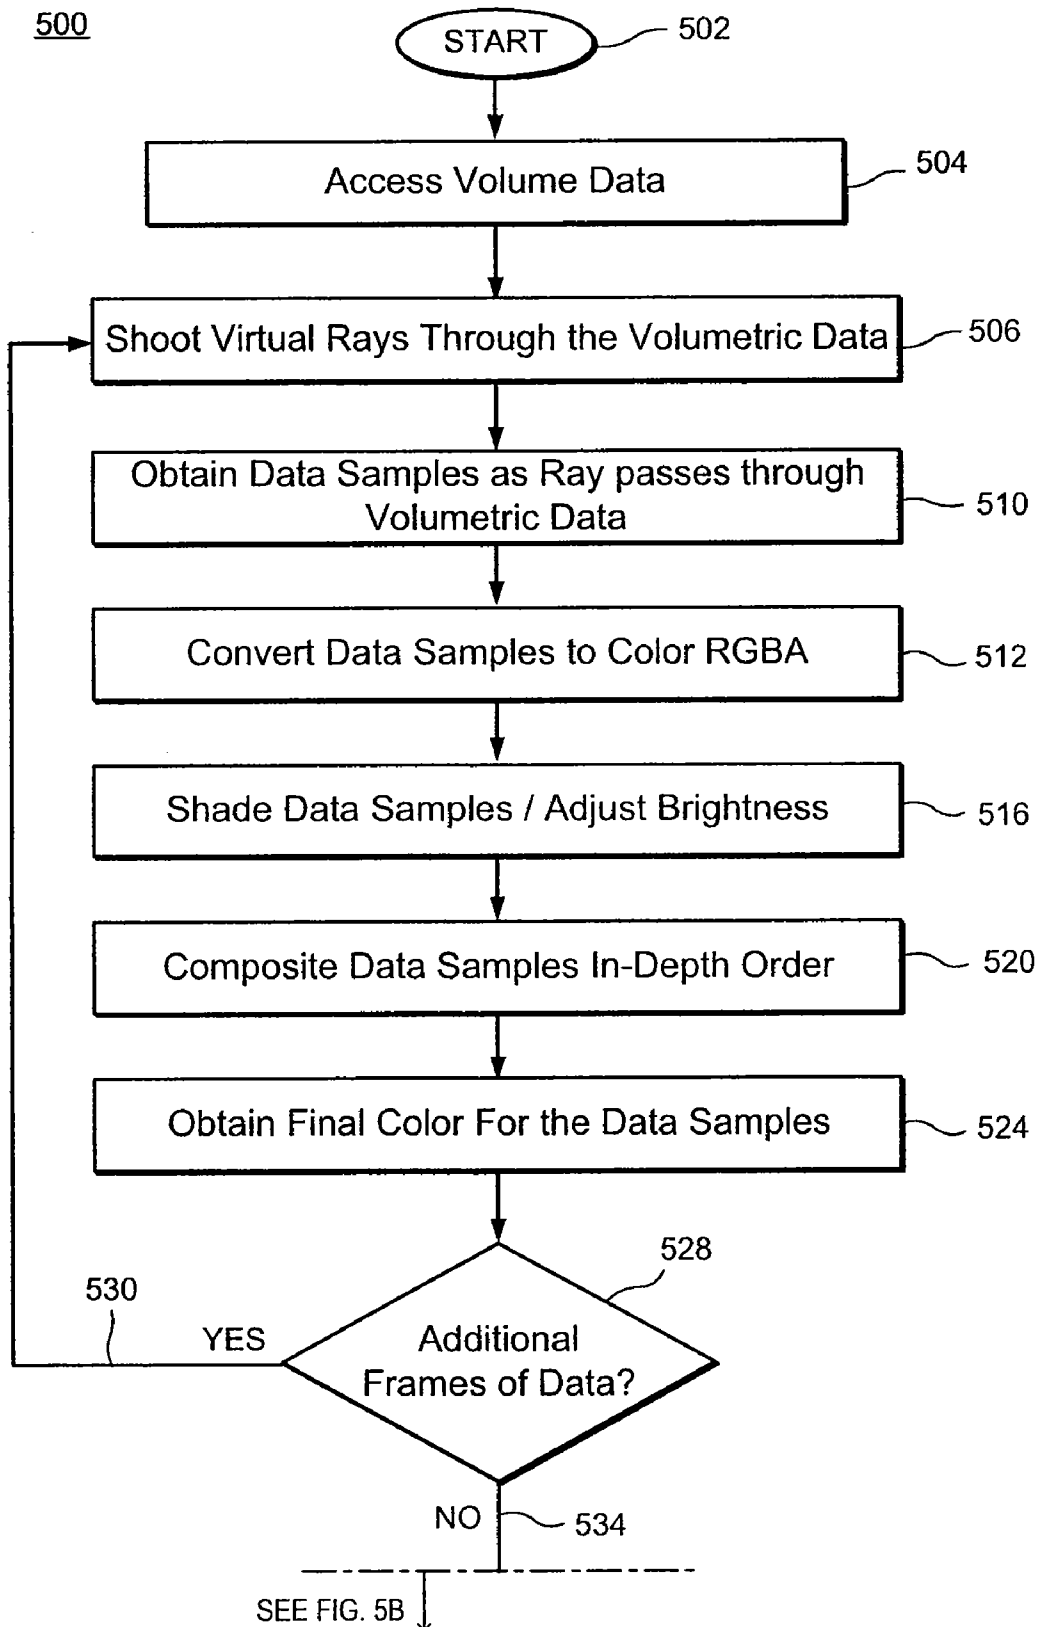 500
START
502
Access Volume Data
504
Shoot Virtual Rays Through the Volumetric Data
506
Obtain Data Samples as Ray passes through
Volumetric Data
510
Convert Data Samples to Color RGBA
512
Shade Data Samples / Adjust Brightness
516
Composite Data Samples In-Depth Order
520
Obtain Final Color For the Data Samples
524
528
530
YES
Additional
Frames of Data?
NO
534
SEE FIG. 5B